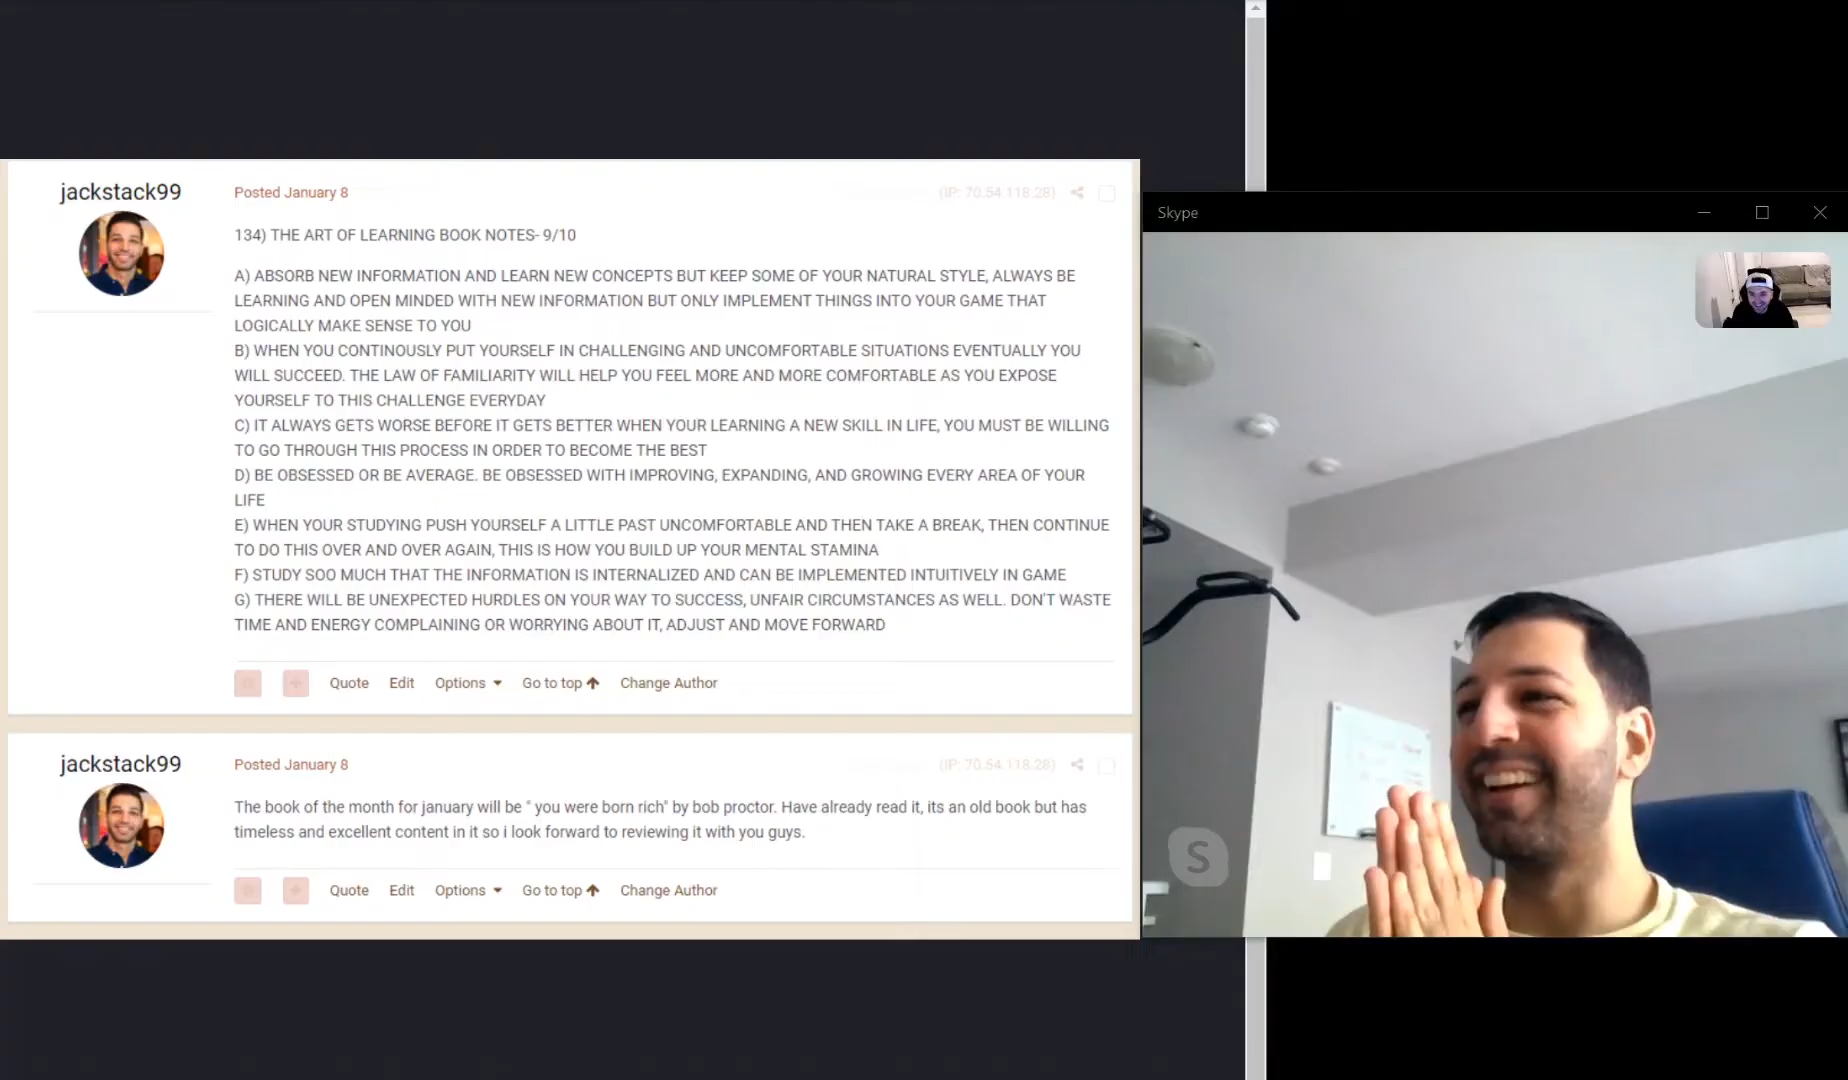 jackstack99
Posted January 8
(IP: 70.54.118.28)
134) THE ART OF LEARNING BOOK NOTES- 9/10
A) ABSORB NEW INFORMATION AND LEARN NEW CONCEPTS BUT KEEP SOME OF YOUR NATURAL STYLE, ALWAYS BE
LEARNING AND OPEN MINDED WITH NEW INFORMATION BUT ONLY IMPLEMENT THINGS INTO YOUR GAME THAT
LOGICALLY MAKE SENSE TO YOU
B) WHEN YOU CONTINOUSLY PUT YOURSELF IN CHALLENGING AND UNCOMFORTABLE SITUATIONS EVENTUALLY YOU
WILL SUCCEED. THE LAW OF FAMILIARITY WILL HELP YOU FEEL MORE AND MORE COMFORTABLE AS YOU EXPOSE
YOURSELF TO THIS CHALLENGE EVERYDAY
C) IT ALWAYS GETS WORSE BEFORE IT GETS BETTER WHEN YOUR LEARNING A NEW SKILL IN LIFE, YOU MUST BE WILLING
TO GO THROUGH THIS PROCESS IN ORDER TO BECOME THE BEST
D) BE OBSESSED OR BE AVERAGE. BE OBSESSED WITH IMPROVING, EXPANDING, AND GROWING EVERY AREA OF YOUR
LIFE
E) WHEN YOUR STUDYING PUSH YOURSELF A LITTLE PAST UNCOMFORTABLE AND THEN TAKE A BREAK, THEN CONTINUE
TO DO THIS OVER AND OVER AGAIN, THIS IS HOW YOU BUILD UP YOUR MENTAL STAMINA
F) STUDY SOO MUCH THAT THE INFORMATION IS INTERNALIZED AND CAN BE IMPLEMENTED INTUITIVELY IN GAME
G) THERE WILL BE UNEXPECTED HURDLES ON YOUR WAY TO SUCCESS, UNFAIR CIRCUMSTANCES AS WELL. DON'T WASTE
TIME AND ENERGY COMPLAINING OR WORRYING ABOUT IT, ADJUST AND MOVE FORWARD
Quote Edit Options Go to top Change Author
jackstack99
Posted January 8
(IP: 70.54.118.28)
The book of the month for january will be " you were born rich" by bob proctor. Have already read it, its an old book but has
timeless and excellent content in it so i look forward to reviewing it with you guys.
Quote Edit Options Go to top Change Author
Skype
S